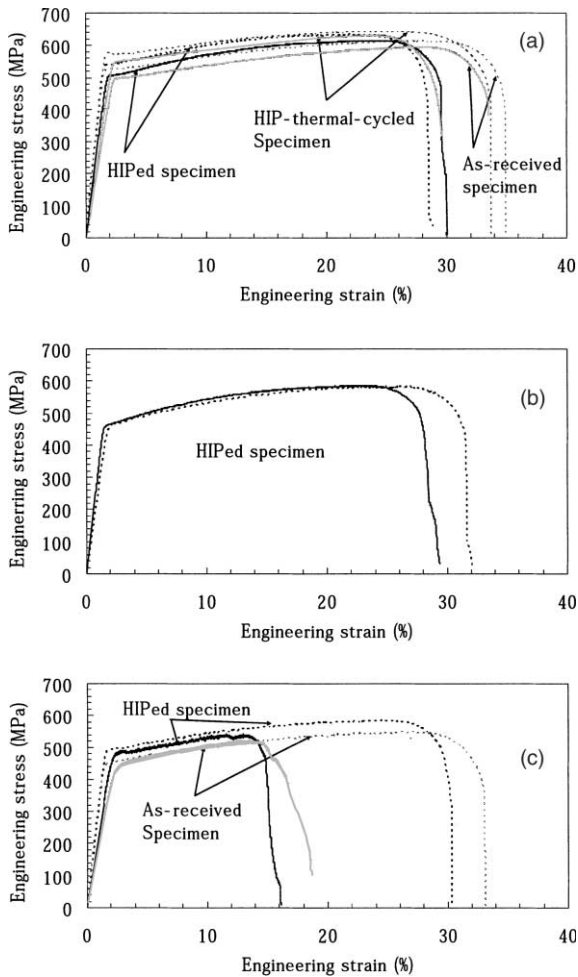 700
600
500
400
300
200
100
0
Engineering stress (MPa)
(a)
HIP-thermal-cycled
Specimen
HIPed specimen
As-received
specimen
0 10 20 30 40
Engineering strain (%)
700
600
500
400
300
200
100
0
Engineerring stress (MPa)
(b)
HIPed specimen
0 10 20 30 40
Engineering strain (%)
700
600
500
400
300
200
100
0
Engineering stress (MPa)
(c)
HIPed specimen
As-received
Specimen
0 10 20 30 40
Engineering strain (%)